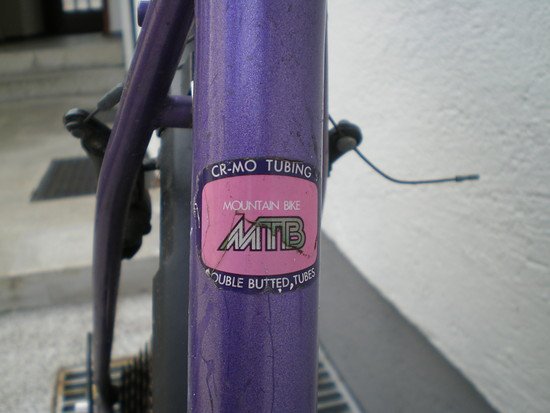 CR-MO TUBING
MOUNTAIN BIKE
MTB
DOUBLE BUTTED, TUBES